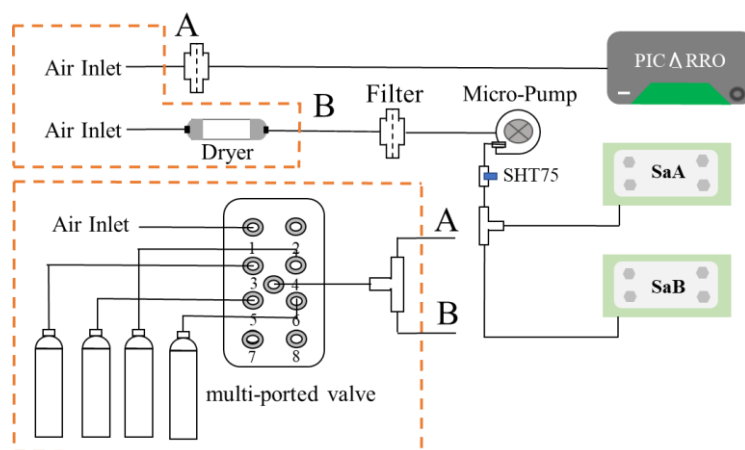 A
Air Inlet
PICΔRRO
B
Filter
Micro-Pump
Air Inlet
Dryer
SHT75
SaA
Air Inlet
A
1 2
3 4
5 6
7 8
B
SaB
multi-ported valve